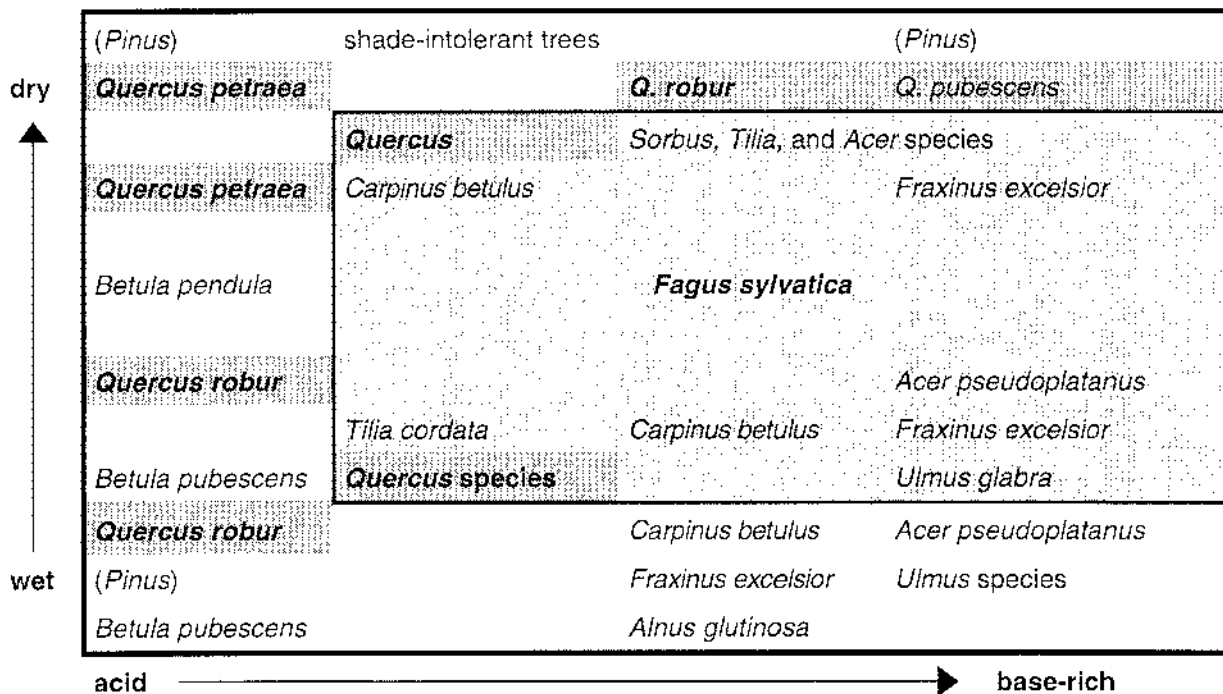 (Pinus) shade-intolerant trees (Pinus)
dry Quercus petraea Q. robur Q. pubescens
Quercus Sorbus, Tilia, and Acer species
Quercus petraea Carpinus betulus Fraxinus excelsior
Betula pendula Fagus sylvatica
Quercus robur Acer pseudoplatanus
Tilia cordata Carpinus betulus Fraxinus excelsior
Betula pubescens Quercus species Ulmus glabra
Quercus robur Carpinus betulus Acer pseudoplatanus
wet (Pinus) Fraxinus excelsior Ulmus species
Betula pubescens Alnus glutinosa
acid base-rich